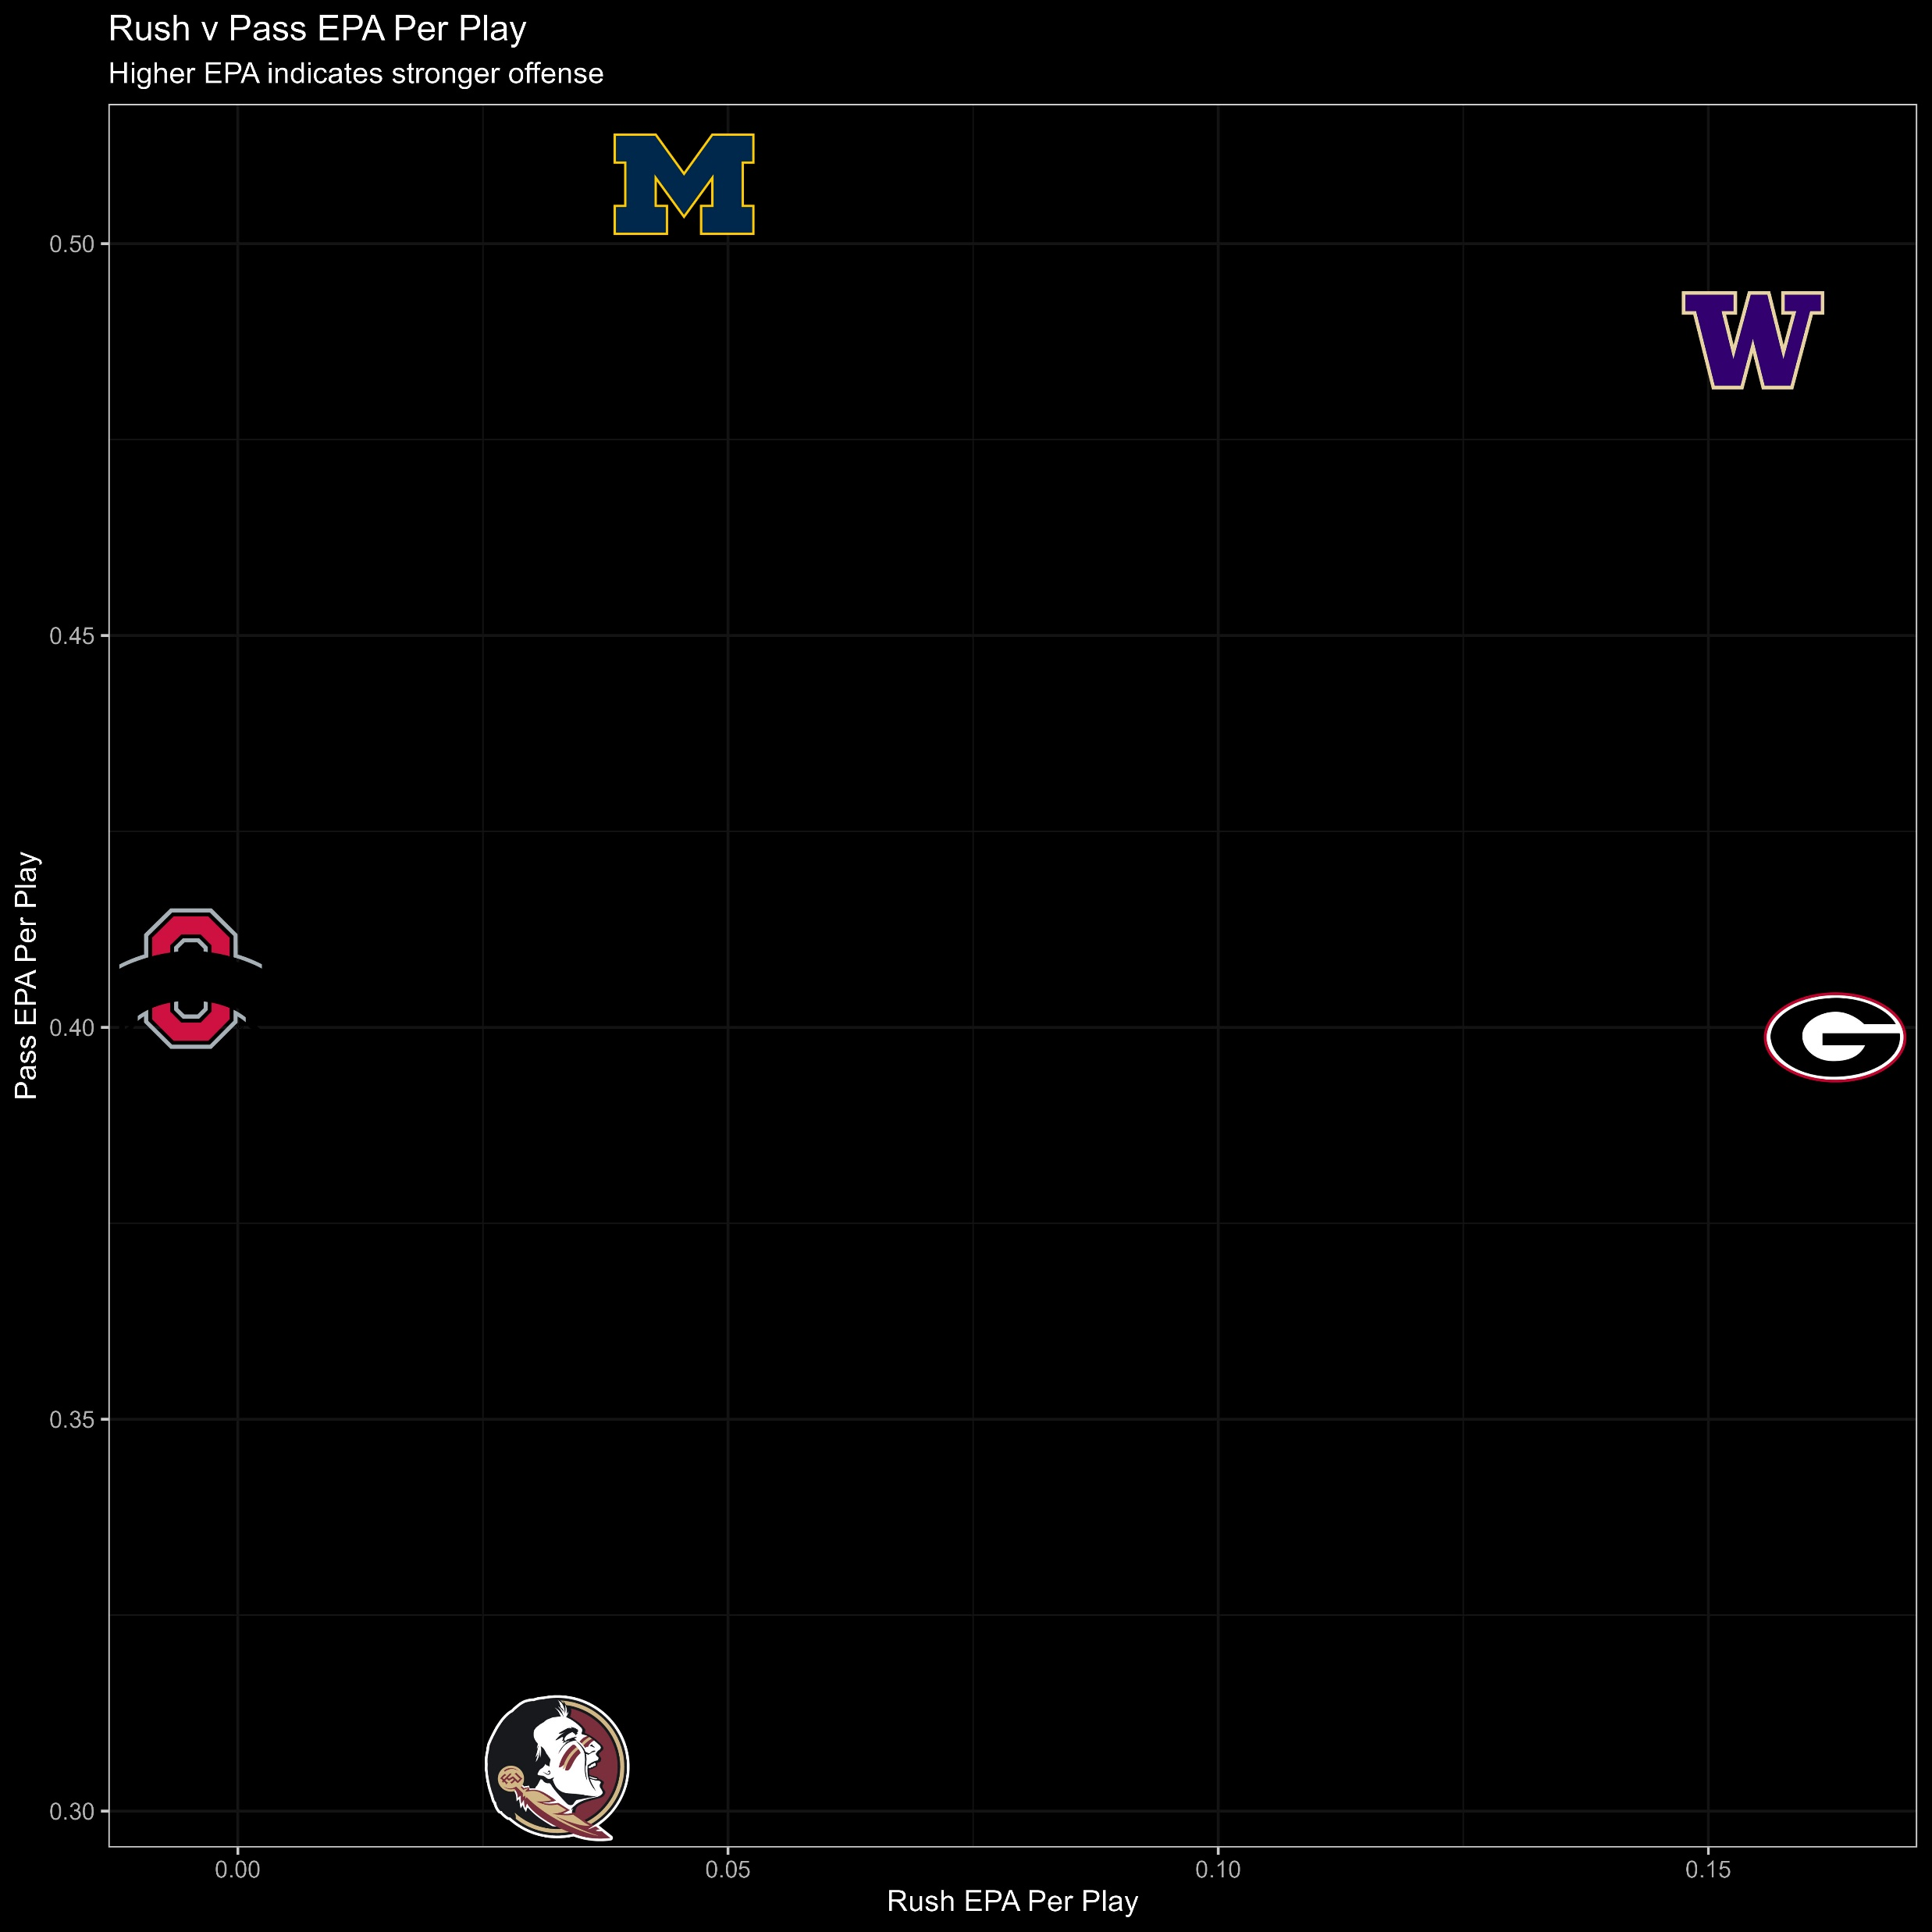 Rush v Pass EPA Per Play
Higher EPA indicates stronger offense
Pass EPA Per Play
0.50
0.45
0.40
0.35
0.30
M
W
G
FSU
0.00
0.05
0.10
0.15
Rush EPA Per Play